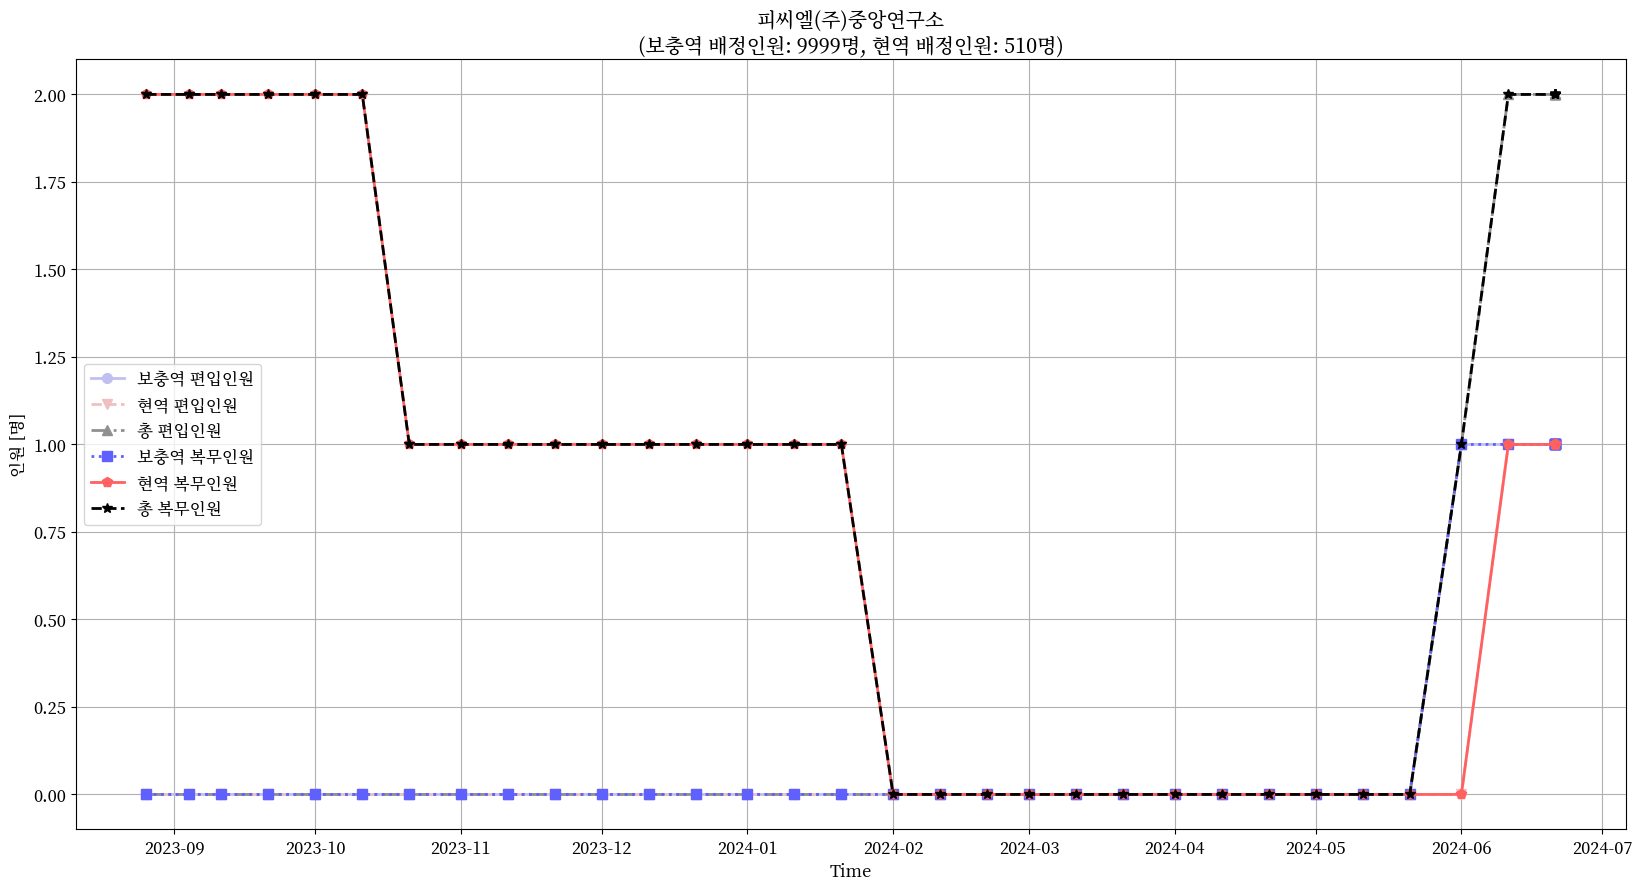 피씨엘(주)중앙연구소
(보충역 배정인원: 9999명, 현역 배정인원: 510명)
인원 [명]
2.00
1.75
1.50
1.25
1.00
0.75
0.50
0.25
0.00
보충역 편입인원
현역 편입인원
총 편입인원
보충역 복무인원
현역 복무인원
총 복무인원
2023-09
2023-10
2023-11
2023-12
2024-01
2024-02
2024-03
2024-04
2024-05
2024-06
2024-07
Time